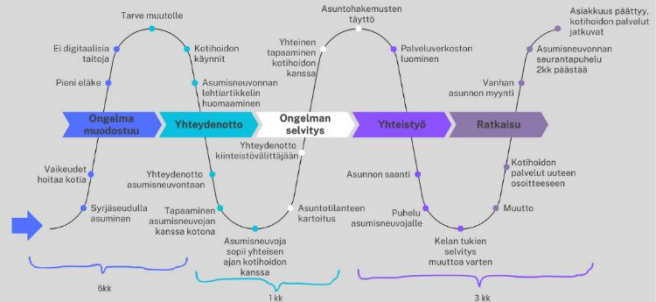 Tarve muutolle
Ei digitaalisia
taitoja
Pieni eläke
Ongelma
muodostuu
Vaikeudet
hoitaa kotia
Syrjäseudulla
asuminen
6kk
Kotihoidon
käynnit
Asumisneuvonnan
lehtiartikkelin
huomaaminen
Yhteydenotto
Yhteydenotto
asumisneuvontaan
Tapaaminen
asumisneuvojan
kanssa kotona
Asumisneuvoja
sopii yhteisen
ajan kotihoidon
kanssa
1 kk
Asuntohakemusten
täyttö
Yhteinen
tapaaminen
kotihoidon
kanssa
Ongelman
selvitys
Yhteydenotto
kiinteistövälittäjään
Asuntotilanteen
kartoitus
Palveluverkoston
luominen
Yhteistyö
Asunnon saanti
Puhelu
asumisneuvojalle
Kelan tukien
selvitys
muuttoa varten
3 kk
Asiakkuus päättyy,
kotihoidon palvelut
jatkuvat
Asumisneuvonnan
seurantapuhelu
2kk päästää
Vanhan
asunnon myynti
Ratkaisu
Kotihoidon
palvelut uuteen
osoitteeseen
Muutto